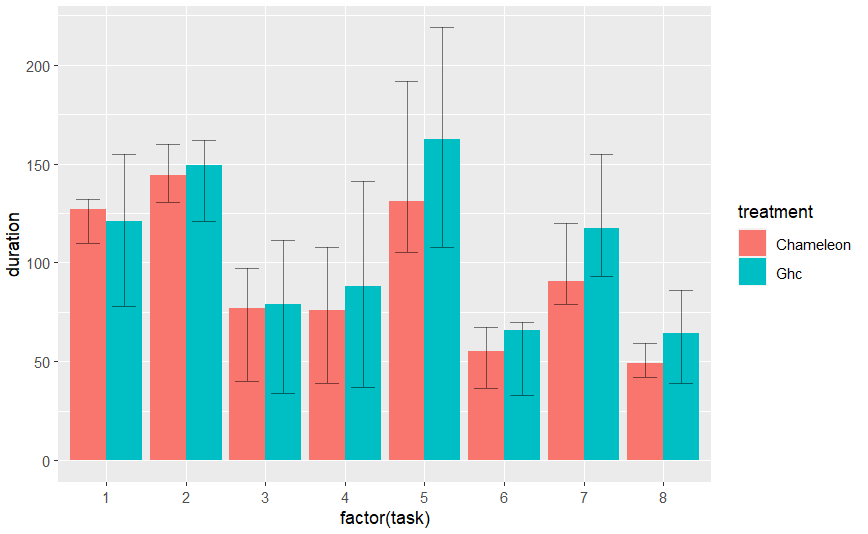 duration
200
150
100
50
0
1 2 3 4 5 6 7 8
factor(task)
treatment
Chameleon
Ghc